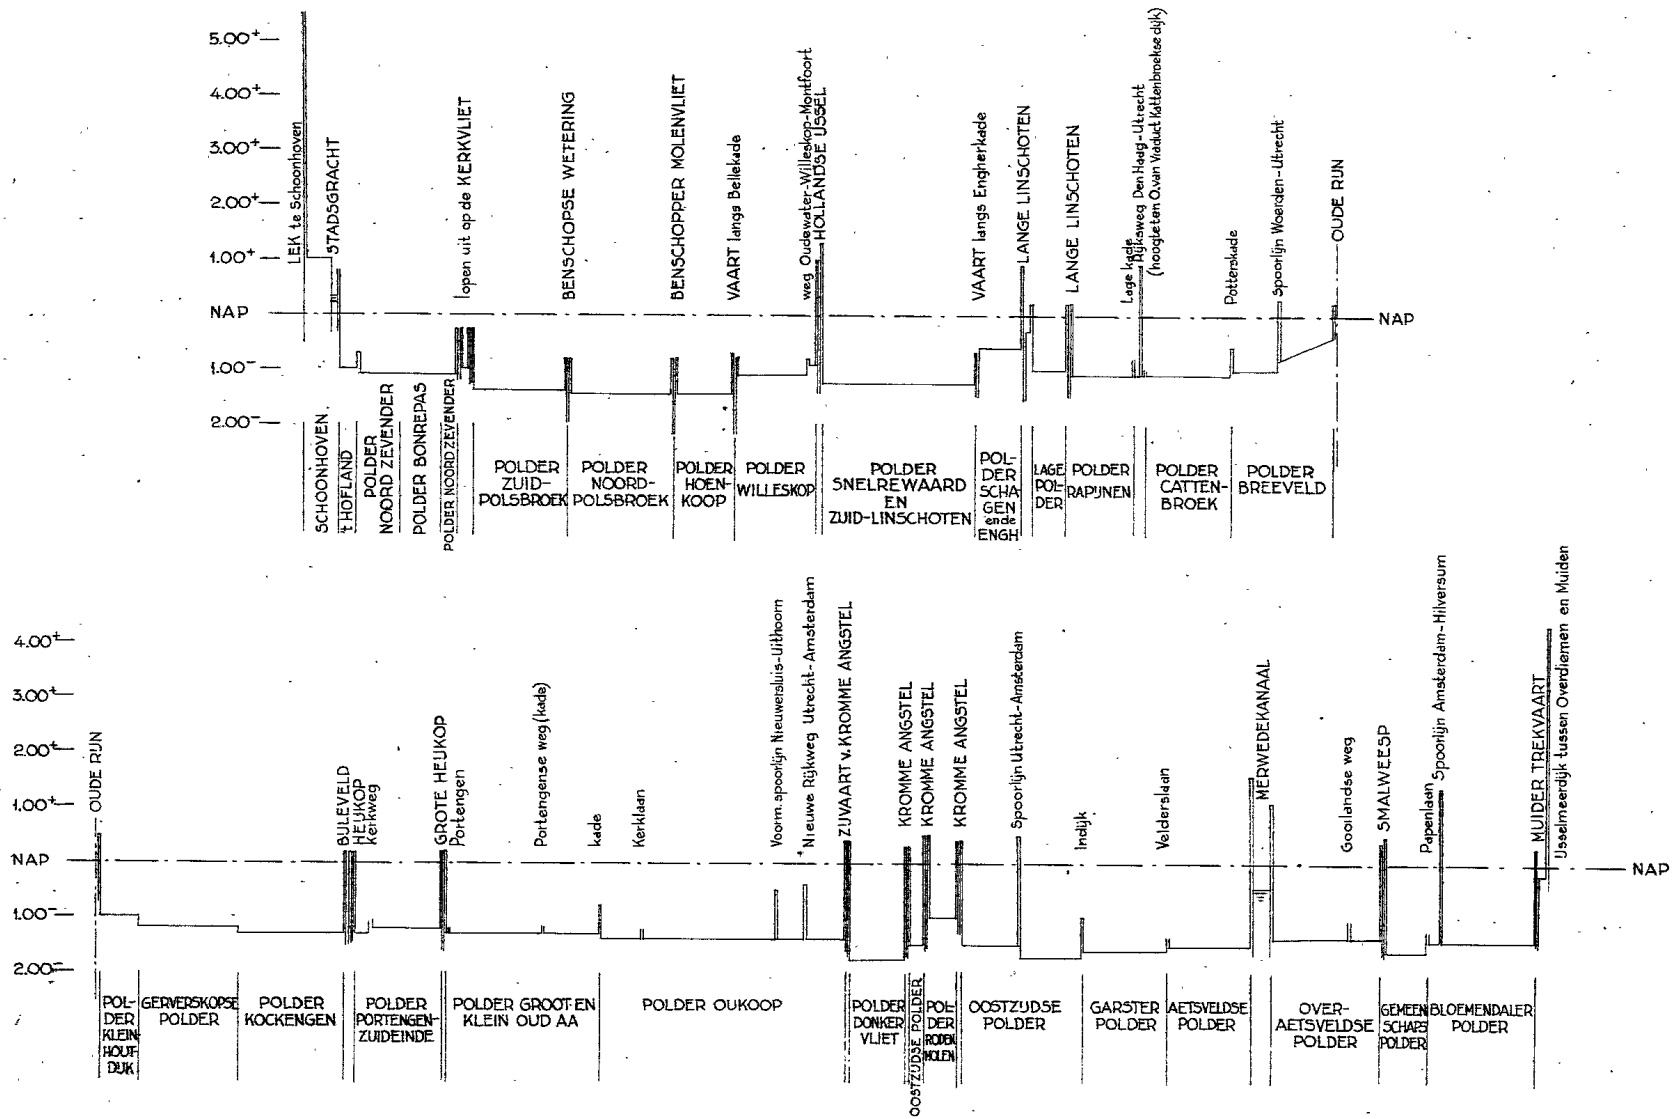 5.00+
4.00+
3.00+
2.00+
1.00+
NAP
1.00-
2.00-
LEK te Schoonhoven
STADSGRACHT
lopen uit op de KERKVLIET
BENSCHOPSE WETERING
BENSCHOPPER MOLENVLIET
VAART langs Bellekade
weg Oudewater-Willeskop-Montfoort
HOLLANDSE IJSSEL
VAART langs Engherkade
LANGE LINSCHOTEN
LANGE LINSCHOTEN
Lage kade
Rijksweg Den Haag-Utrecht
(hoogte ten O. van Viaduct Kattenbroekse dijk)
Potterskade
Spoorlijn Woerden-Utrecht
OUDE RIJN
NAP
SCHOONHOVEN
'T HOFLAND
POLDER
NOORD ZEVENDER
POLDER BONREPAS
POLDER NOORD ZEVENDER
POLDER
ZUID-
POLSBROEK
POLDER
NOORD-
POLSBROEK
POLDER
HOEN-
KOOP
POLDER
WILLESKOP
POLDER
SNELREWAARD
EN
ZUID-LINSCHOTEN
POL-
DER
SCHA
GEN
ende
ENGH
LAGE
POL-
DER
POLDER
RAPIJNEN
POLDER
CATTEN-
BROEK
POLDER
BREEVELD
4.00+
3.00+
2.00+
1.00+
NAP
1.00-
2.00-
OUDE RIJN
BIJLEVELD
HEIJKOP
Kerkweg
GROTE HEIJKOP
Portengen
Portengense weg (kade)
kade
Kerklaan
Voorm. spoorlijn Nieuwersluis-Uithoorn
Nieuwe Rijkweg Utrecht-Amsterdam
ZIJVAART v. KROMME ANGSTEL
KROMME ANGSTEL
KROMME ANGSTEL
KROMME ANGSTEL
Spoorlijn Utrecht-Amsterdam
Indijk
Velderslaan
MERWEDEKANAAL
Gooilandse weg
SMALWEESP
Papenlaan
Spoorlijn Amsterdam-Hilversum
MUIDER TREKVAART
IJsselmeerdijk tussen Overdiemen en Muiden
NAP
POL-
DER
KLEIN
HOUT-
DIJK
GERVERSKOPSE
POLDER
POLDER
KOCKENGEN
POLDER
PORTENGEN-
ZUIDEINDE
POLDER GROOT EN
KLEIN OUD AA
POLDER OUKOOP
POLDER
DONKER
VLIET
OOSTZIJDSE POLDER
POL-
DER
RODEN
MOLEN
OOSTZIJDSE
POLDER
GARSTER
POLDER
AETSVELDSE
POLDER
OVER-
AETSVELDSE
POLDER
GEMEEN
SCHAPS
POLDER
BLOEMENDALER
POLDER